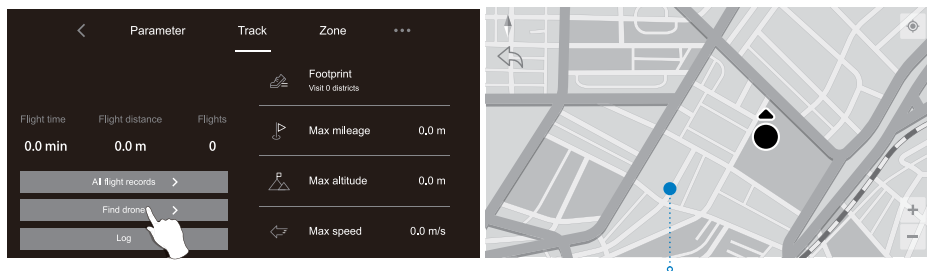 Parameter Track Zone •••
Footprint
Visit 0 districts
Flight time Flight distance Flights
0.0 min 0.0 m 0
Max mileage 0.0 m
Max altitude 0.0 m
Max speed 0.0 m/s
All flight records >
Find drone >
Log
+
−